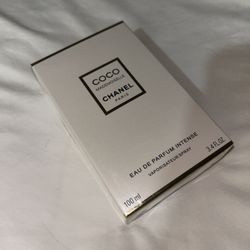 COCO
MADEMOISELLE
CHANEL
PARIS
EAU DE PARFUM INTENSE
VAPORISATEUR SPRAY
100 ml
3.4 FL.OZ